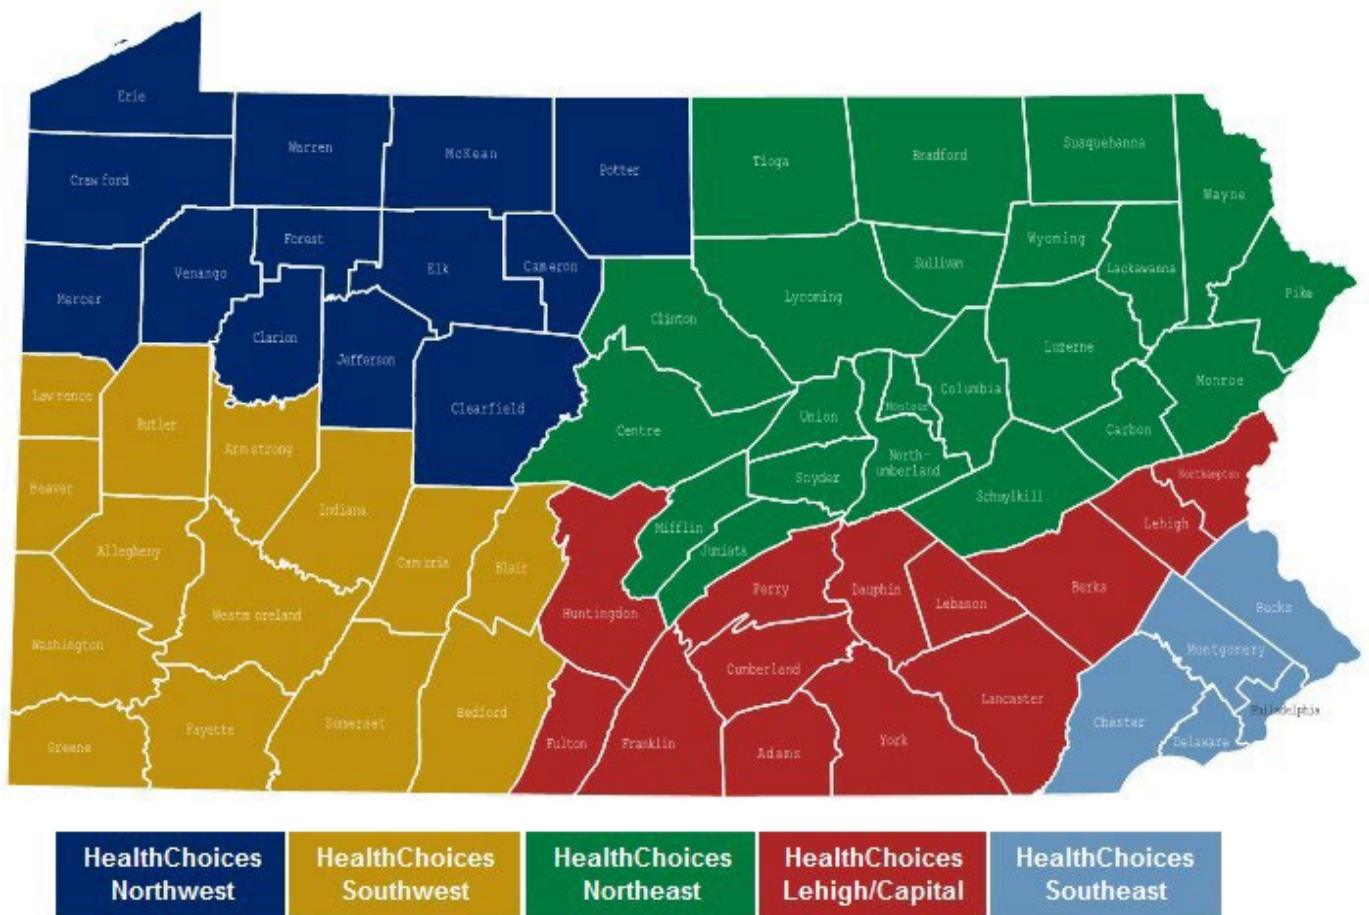 Erie
Warren
McKean
Potter
Tioga
Bradford
Susquehanna
Crawford
Wayne
Forest
Venango
Elk
Cameron
Wyoming
Sullivan
Lackawanna
Mercer
Lycoming
Pike
Clinton
Clarion
Jefferson
Luzerne
Monroe
Columbia
Lawrence
Butler
Clearfield
Montour
Union
Centre
Carbon
Armstrong
North-
umberland
Snyder
Northampton
Beaver
Indiana
Schuylkill
Mifflin
Lehigh
Allegheny
Juniata
Cambria
Blair
Perry
Dauphin
Berks
Lebanon
Huntingdon
Bucks
Westmoreland
Washington
Montgomery
Cumberland
Lancaster
Philadelphia
Bedford
Somerset
Fayette
Chester
Greene
Fulton
Franklin
Adams
York
Delaware
HealthChoices
Northwest
HealthChoices
Southwest
HealthChoices
Northeast
HealthChoices
Lehigh/Capital
HealthChoices
Southeast